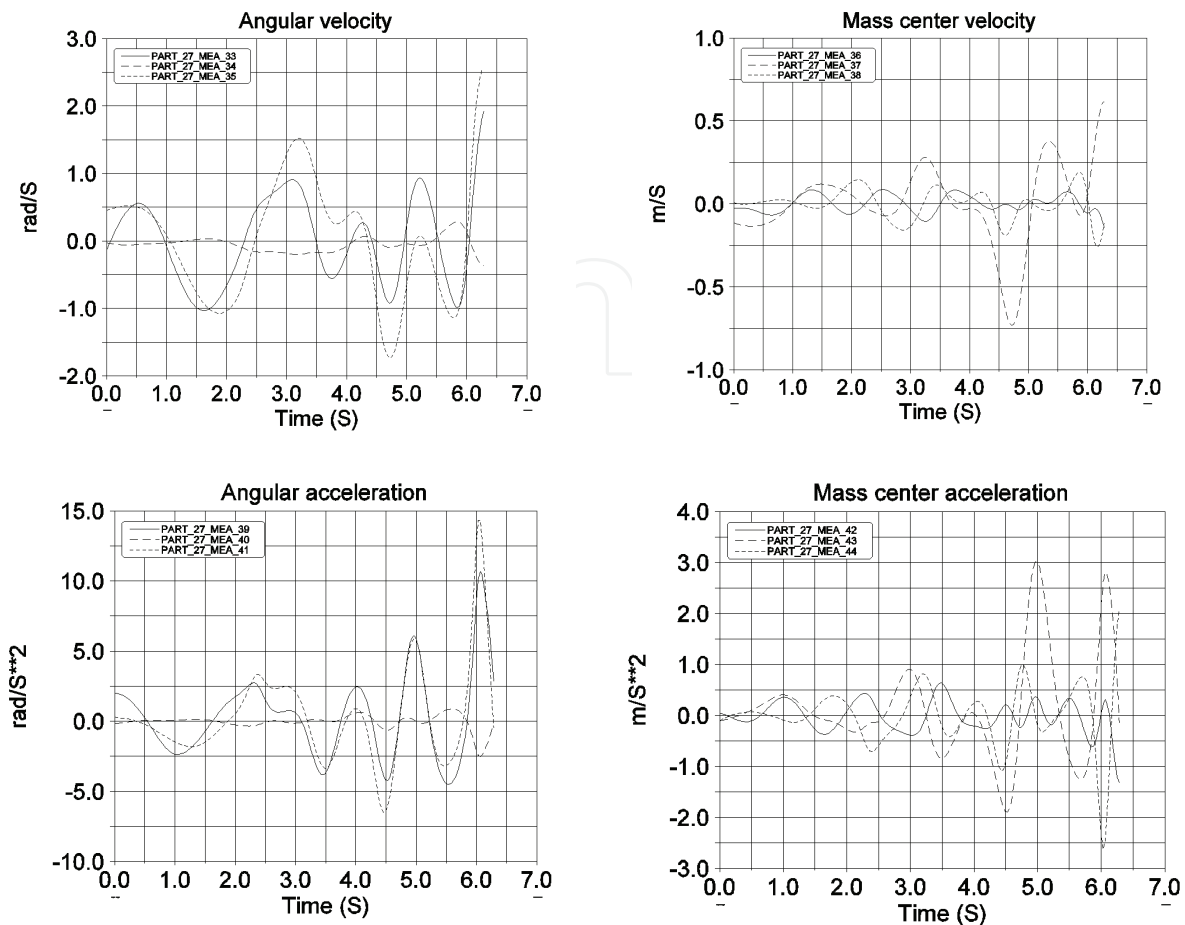 Angular velocity
3.0
2.0
1.0
0.0
-1.0
-2.0
rad/S
PART_27_MEA_33
PART_27_MEA_34
PART_27_MEA_35
0.0 1.0 2.0 3.0 4.0 5.0 6.0 7.0
Time (S)
Mass center velocity
1.0
0.5
0.0
-0.5
-1.0
m/S
PART_27_MEA_36
PART_27_MEA_37
PART_27_MEA_38
0.0 1.0 2.0 3.0 4.0 5.0 6.0 7.0
Time (S)
Angular acceleration
15.0
10.0
5.0
0.0
-5.0
-10.0
rad/S**2
PART_27_MEA_39
PART_27_MEA_40
PART_27_MEA_41
0.0 1.0 2.0 3.0 4.0 5.0 6.0 7.0
Time (S)
Mass center acceleration
4.0
3.0
2.0
1.0
0.0
-1.0
-2.0
-3.0
m/S**2
PART_27_MEA_42
PART_27_MEA_43
PART_27_MEA_44
0.0 1.0 2.0 3.0 4.0 5.0 6.0 7.0
Time (S)